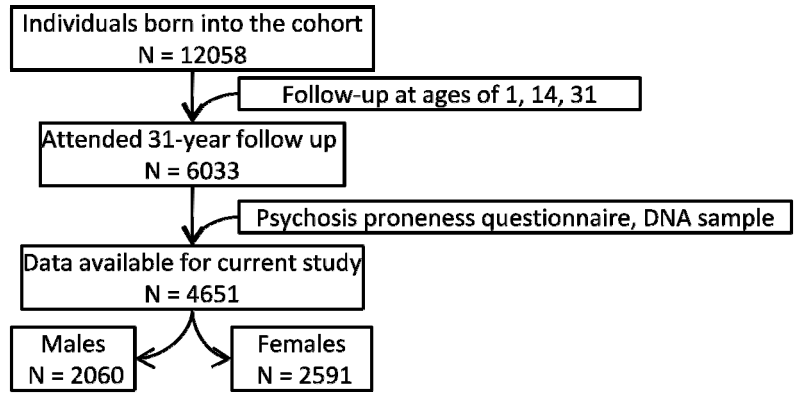 Individuals born into the cohort
N = 12058
Follow-up at ages of 1, 14, 31
Attended 31-year follow up
N = 6033
Psychosis proneness questionnaire, DNA sample
Data available for current study
N = 4651
Males
N = 2060
Females
N = 2591